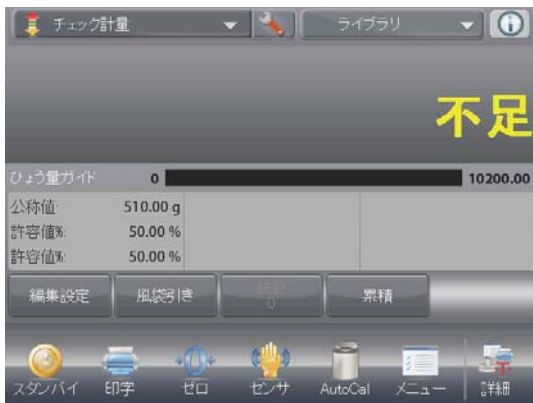 チェック計量 ライブラリ
不足
ひょう量ガイド 0 10200.00
公称値: 510.00 g
許容値%: 50.00 %
許容値%: 50.00 %
編集設定 風袋引き 累積
スタンバイ 印字 ゼロ センサ AutoCal メニュー 詳細